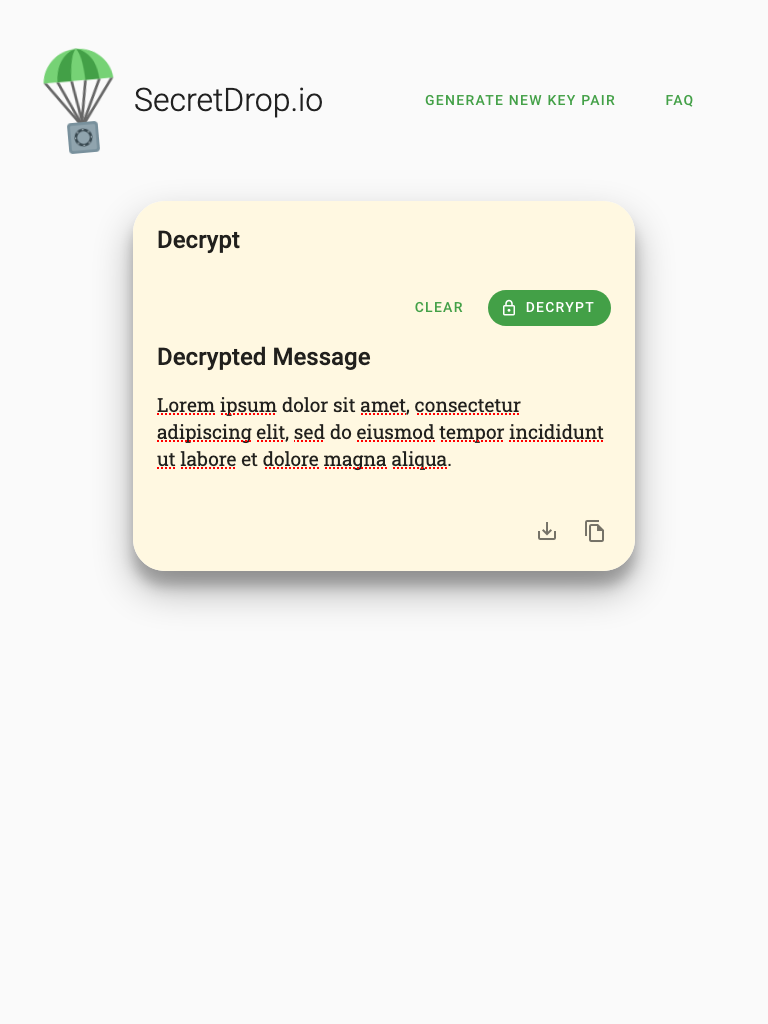 SecretDrop.io
GENERATE NEW KEY PAIR
FAQ
Decrypt
CLEAR
DECRYPT
Decrypted Message
Lorem ipsum dolor sit amet, consectetur
adipiscing elit, sed do eiusmod tempor incididunt
ut labore et dolore magna aliqua.